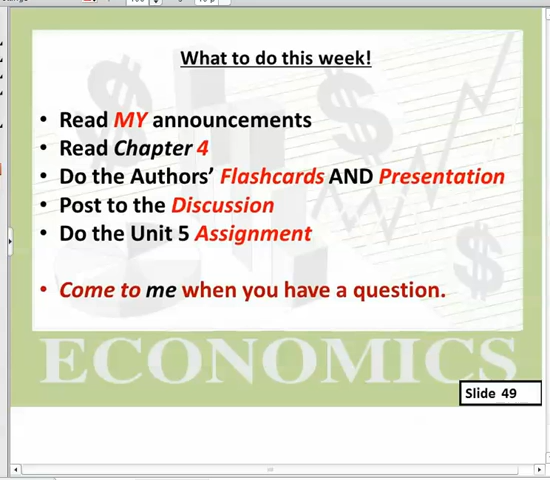 What to do this week!
• Read MY announcements
• Read Chapter 4
• Do the Authors' Flashcards AND Presentation
• Post to the Discussion
• Do the Unit 5 Assignment
• Come to me when you have a question.
ECONOMICS
Slide 49